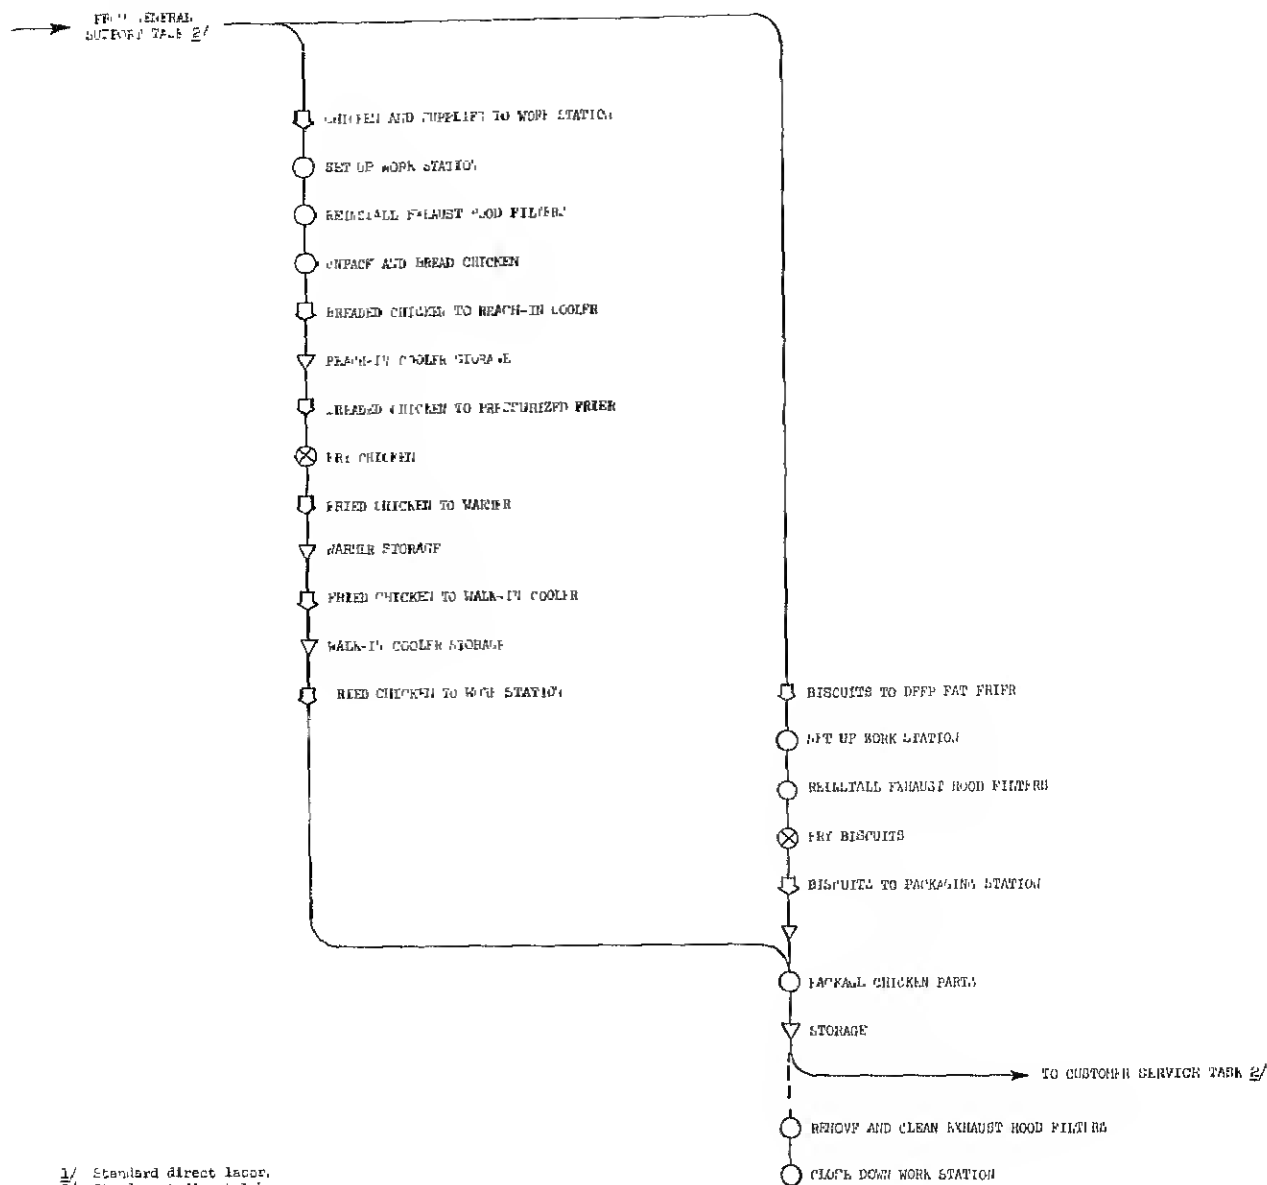 FROM GENERAL
SUPPORT TASK 2/
CHICKEN AND SUPPLIES TO WORK STATION
SET UP WORK STATION
REINSTALL EXHAUST HOOD FILTERS
UNPACK AND BREAD CHICKEN
BREADED CHICKEN TO REACH-IN COOLER
REACH-IN COOLER STORAGE
BREADED CHICKEN TO PRESSURIZED FRIER
FRY CHICKEN
FRIED CHICKEN TO WARMER
WARMER STORAGE
FRIED CHICKEN TO WALK-IN COOLER
WALK-IN COOLER STORAGE
FRIED CHICKEN TO WORK STATION
BISCUITS TO DEEP FAT FRIER
SET UP WORK STATION
REINSTALL EXHAUST HOOD FILTERS
FRY BISCUITS
BISCUITS TO PACKAGING STATION
PACKAGE CHICKEN PARTS
STORAGE
TO CUSTOMER SERVICE TASK 2/
REMOVE AND CLEAN EXHAUST HOOD FILTERS
CLOSE DOWN WORK STATION
1/ Standard direct labor.